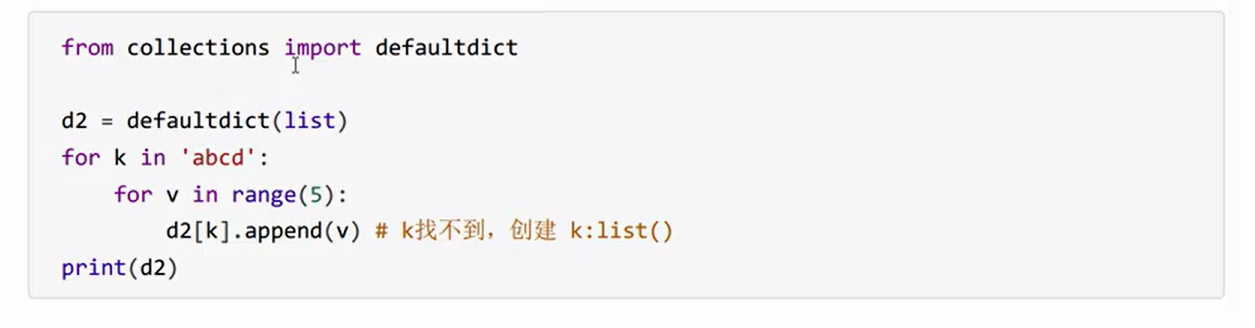 from collections import defaultdict
d2 = defaultdict(list)
for k in 'abcd':
    for v in range(5):
        d2[k].append(v) # k找不到，创建 k:list()
print(d2)